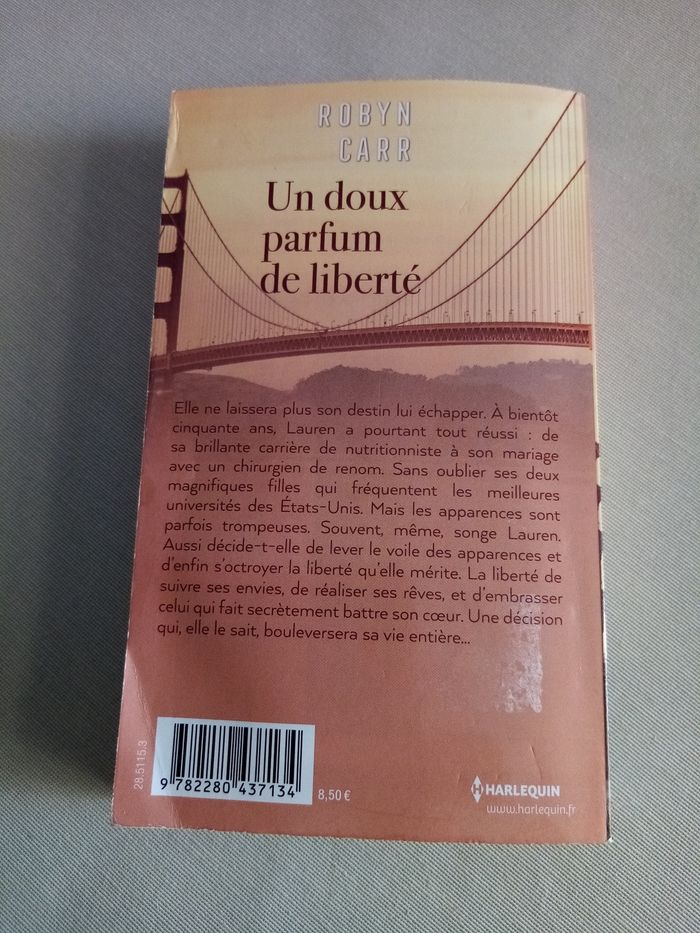 ROBYN
CARR
Un doux
parfum
de liberté
Elle ne laissera plus son destin lui échapper. À bientôt
cinquante ans, Lauren a pourtant tout réussi : de
sa brillante carrière de nutritionniste à son mariage
avec un chirurgien de renom. Sans oublier ses deux
magnifiques filles qui fréquentent les meilleures
universités des États-Unis. Mais les apparences sont
parfois trompeuses. Souvent, même, songe Lauren.
Aussi décide-t-elle de lever le voile des apparences et
d'enfin s'octroyer la liberté qu'elle mérite. La liberté de
suivre ses envies, de réaliser ses rêves, et d'embrasser
celui qui fait secrètement battre son cœur. Une décision
qui, elle le sait, bouleversera sa vie entière...
28.5115.3
9 782280 437134
8,50 €
HARLEQUIN
www.harlequin.fr